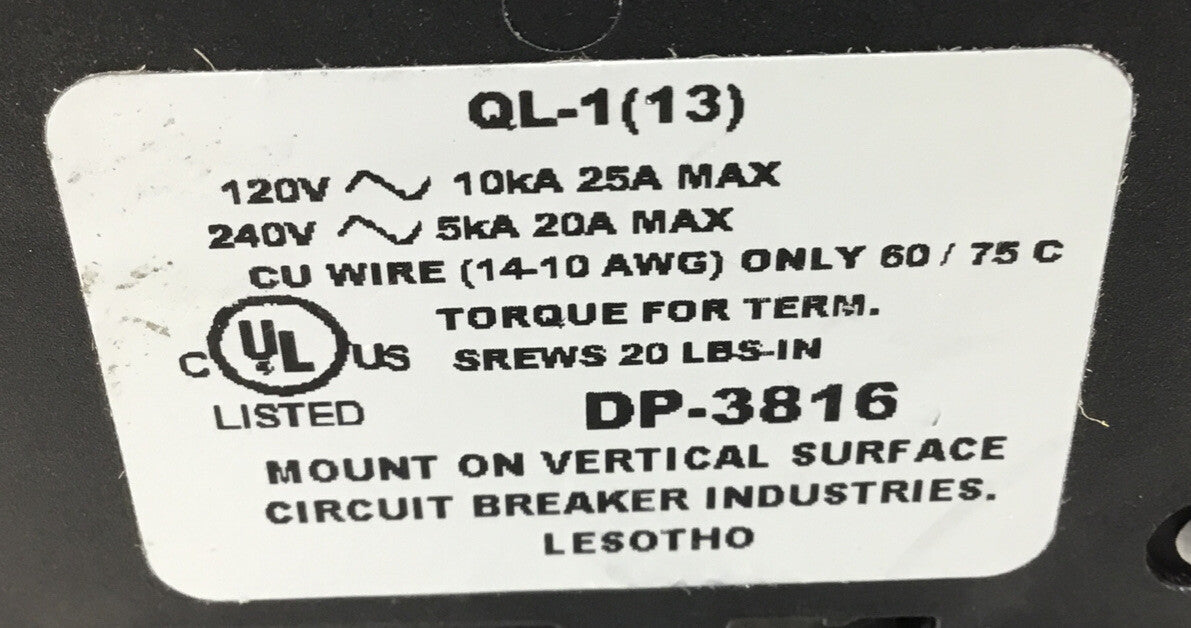 QL-1(13)
120V ~ 10kA 25A MAX
240V ~ 5kA 20A MAX
CU WIRE (14-10 AWG) ONLY 60 / 75 C
TORQUE FOR TERM.
C UL US SREWS 20 LBS-IN
LISTED
DP-3816
MOUNT ON VERTICAL SURFACE
CIRCUIT BREAKER INDUSTRIES.
LESOTHO